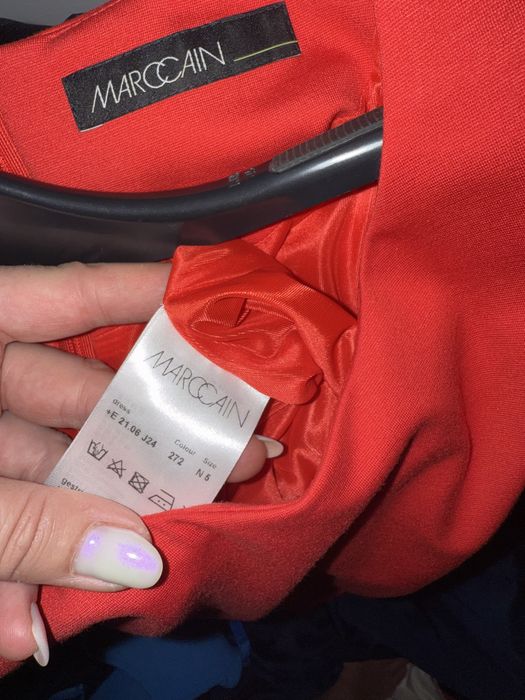 MARCCAIN
MARCCAIN
dress
+E 21.06 J24
Colour
272
Size
N 5